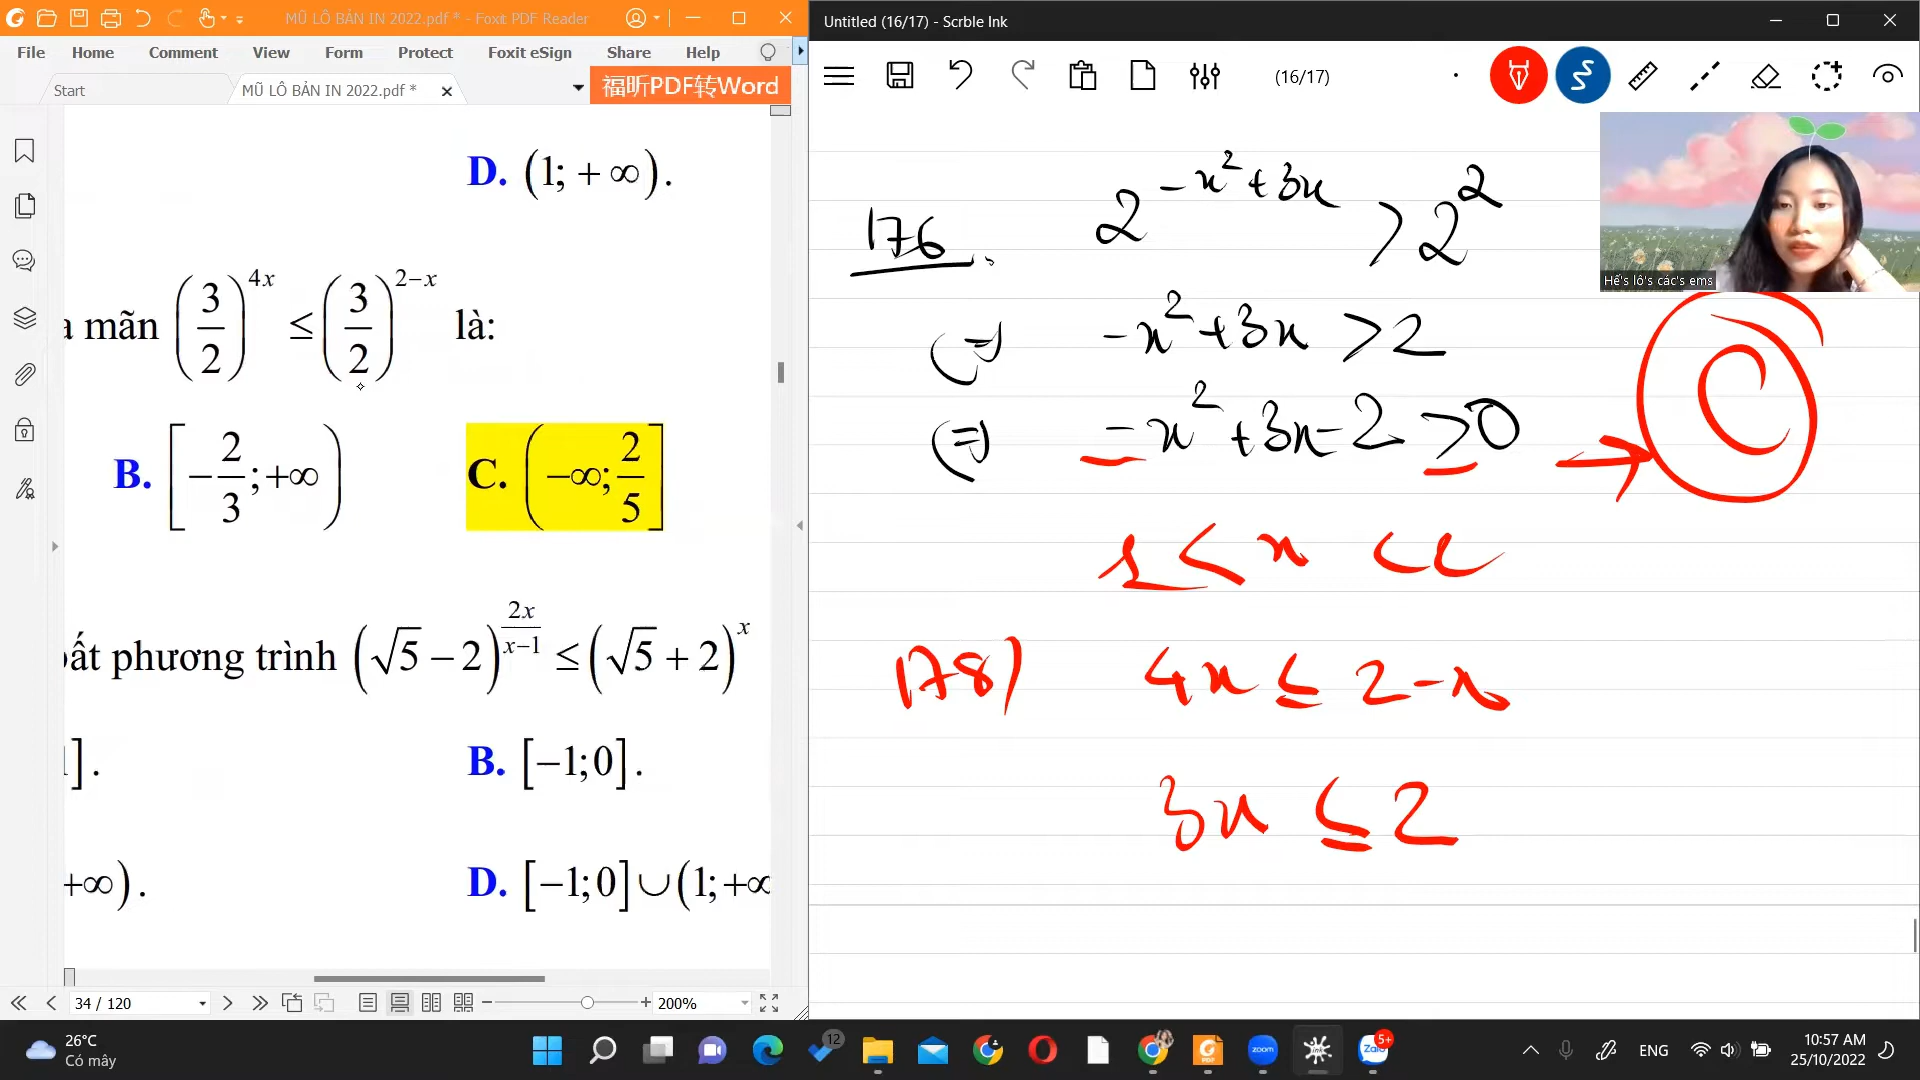 MŨ LÔ BẢN IN 2022.pdf * - Foxit PDF Reader
File Home Comment View Form Protect Foxit eSign Share Help
Start
MŨ LÔ BẢN IN 2022.pdf *
福昕PDF转Word
D. (1; + ∞).
mãn (3/2)^{4x} ≤ (3/2)^{2−x} là:
B. [−2/3; +∞)
C. (−∞; 2/5]
ất phương trình (√5 − 2)^{2x/(x−1)} ≤ (√5 + 2)^x
].
B. [−1;0].
+∞).
D. [−1;0]∪(1;+∞
34 / 120
200%
Untitled (16/17) - Scrble Ink
(16/17)
Hế's lô's các's ems
176.
2^{-x²+3x} > 2²
(=) -x²+3x > 2
(=) -x²+3x-2 > 0
C
1 < x <
178) 4x ≤ 2-x
3x ≤ 2
26°C
Có mây
12
zoom
Zalo
5+
ENG
10:57 AM
25/10/2022